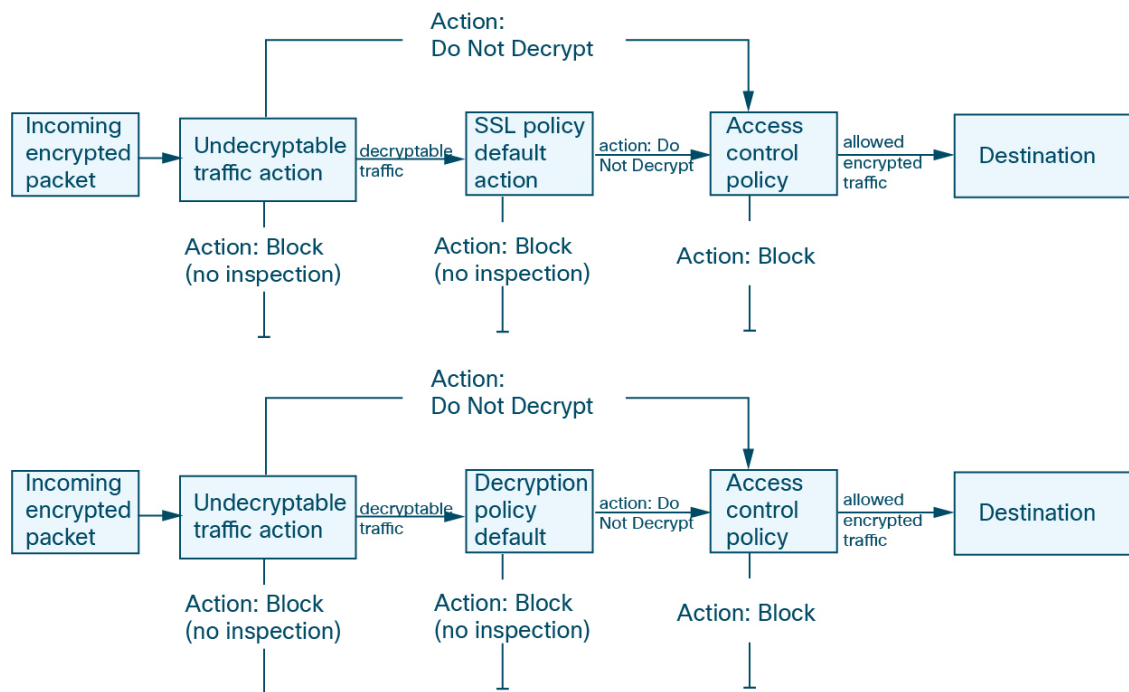 Action:
Do Not Decrypt
Incoming
encrypted
packet
Undecryptable
traffic action
decryptable
traffic
SSL policy
default
action
action: Do
Not Decrypt
Access
control
policy
allowed
encrypted
traffic
Destination
Action: Block
(no inspection)
Action: Block
(no inspection)
Action: Block
Action:
Do Not Decrypt
Incoming
encrypted
packet
Undecryptable
traffic action
decryptable
traffic
Decryption
policy
default
action: Do
Not Decrypt
Access
control
policy
allowed
encrypted
traffic
Destination
Action: Block
(no inspection)
Action: Block
(no inspection)
Action: Block